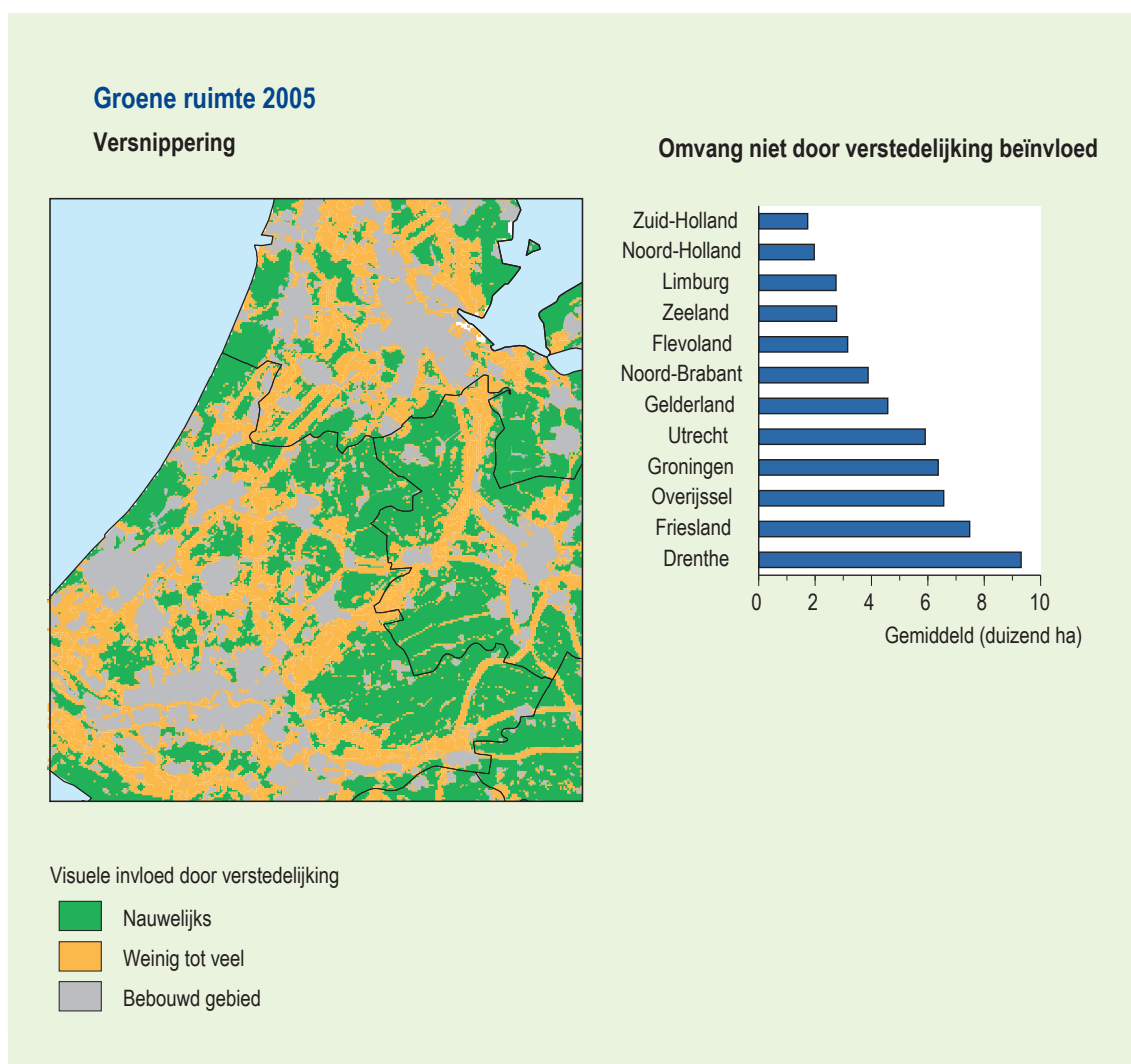 Groene ruimte 2005
Versnippering
Omvang niet door verstedelijking beïnvloed
Zuid-Holland
Noord-Holland
Limburg
Zeeland
Flevoland
Noord-Brabant
Gelderland
Utrecht
Groningen
Overijssel
Friesland
Drenthe
0 2 4 6 8 10
Gemiddeld (duizend ha)
Visuele invloed door verstedelijking
Nauwelijks
Weinig tot veel
Bebouwd gebied